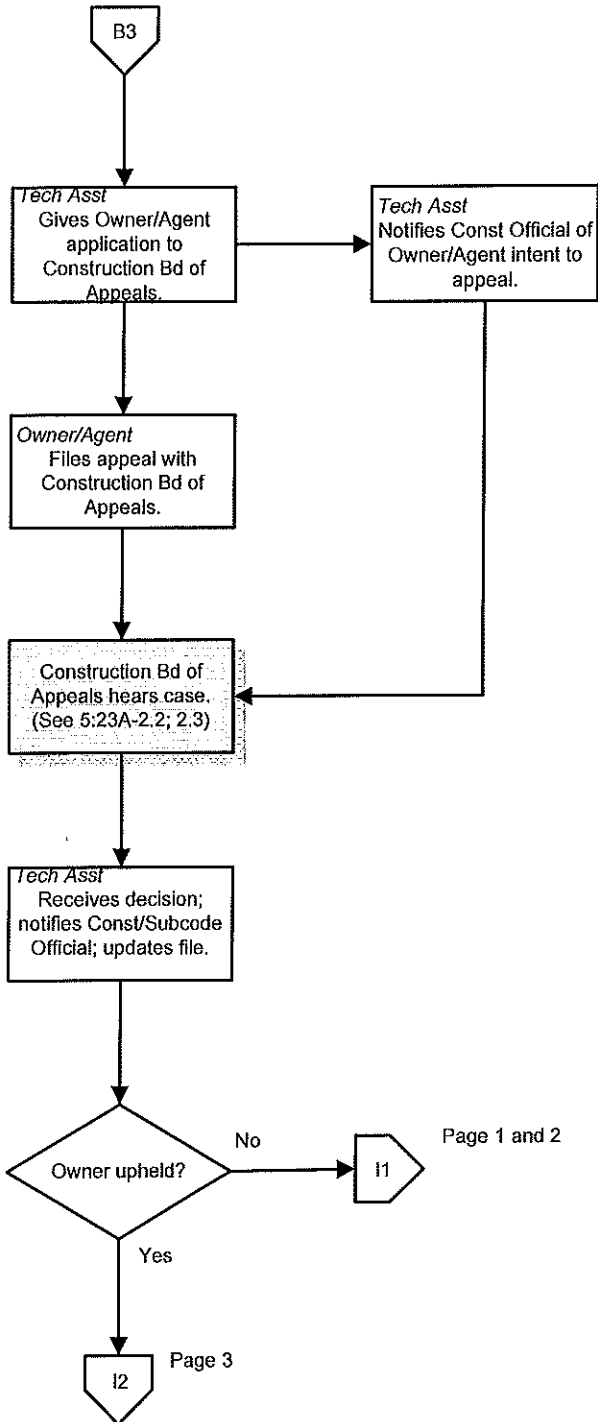 B3
Tech Asst
Gives Owner/Agent
application to
Construction Bd of
Appeals.
Tech Asst
Notifies Const Official of
Owner/Agent intent to
appeal.
Owner/Agent
Files appeal with
Construction Bd of
Appeals.
Construction Bd of
Appeals hears case.
(See 5:23A-2.2; 2.3)
Tech Asst
Receives decision;
notifies Const/Subcode
Official; updates file.
Owner upheld?
No
I1
Page 1 and 2
Yes
I2
Page 3